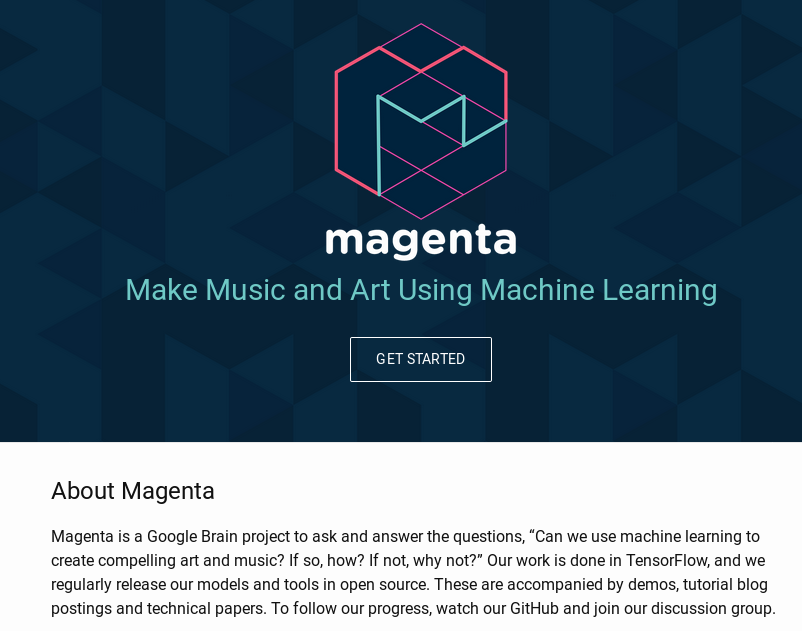 magenta
Make Music and Art Using Machine Learning
GET STARTED
About Magenta
Magenta is a Google Brain project to ask and answer the questions, “Can we use machine learning to
create compelling art and music? If so, how? If not, why not?” Our work is done in TensorFlow, and we
regularly release our models and tools in open source. These are accompanied by demos, tutorial blog
postings and technical papers. To follow our progress, watch our GitHub and join our discussion group.